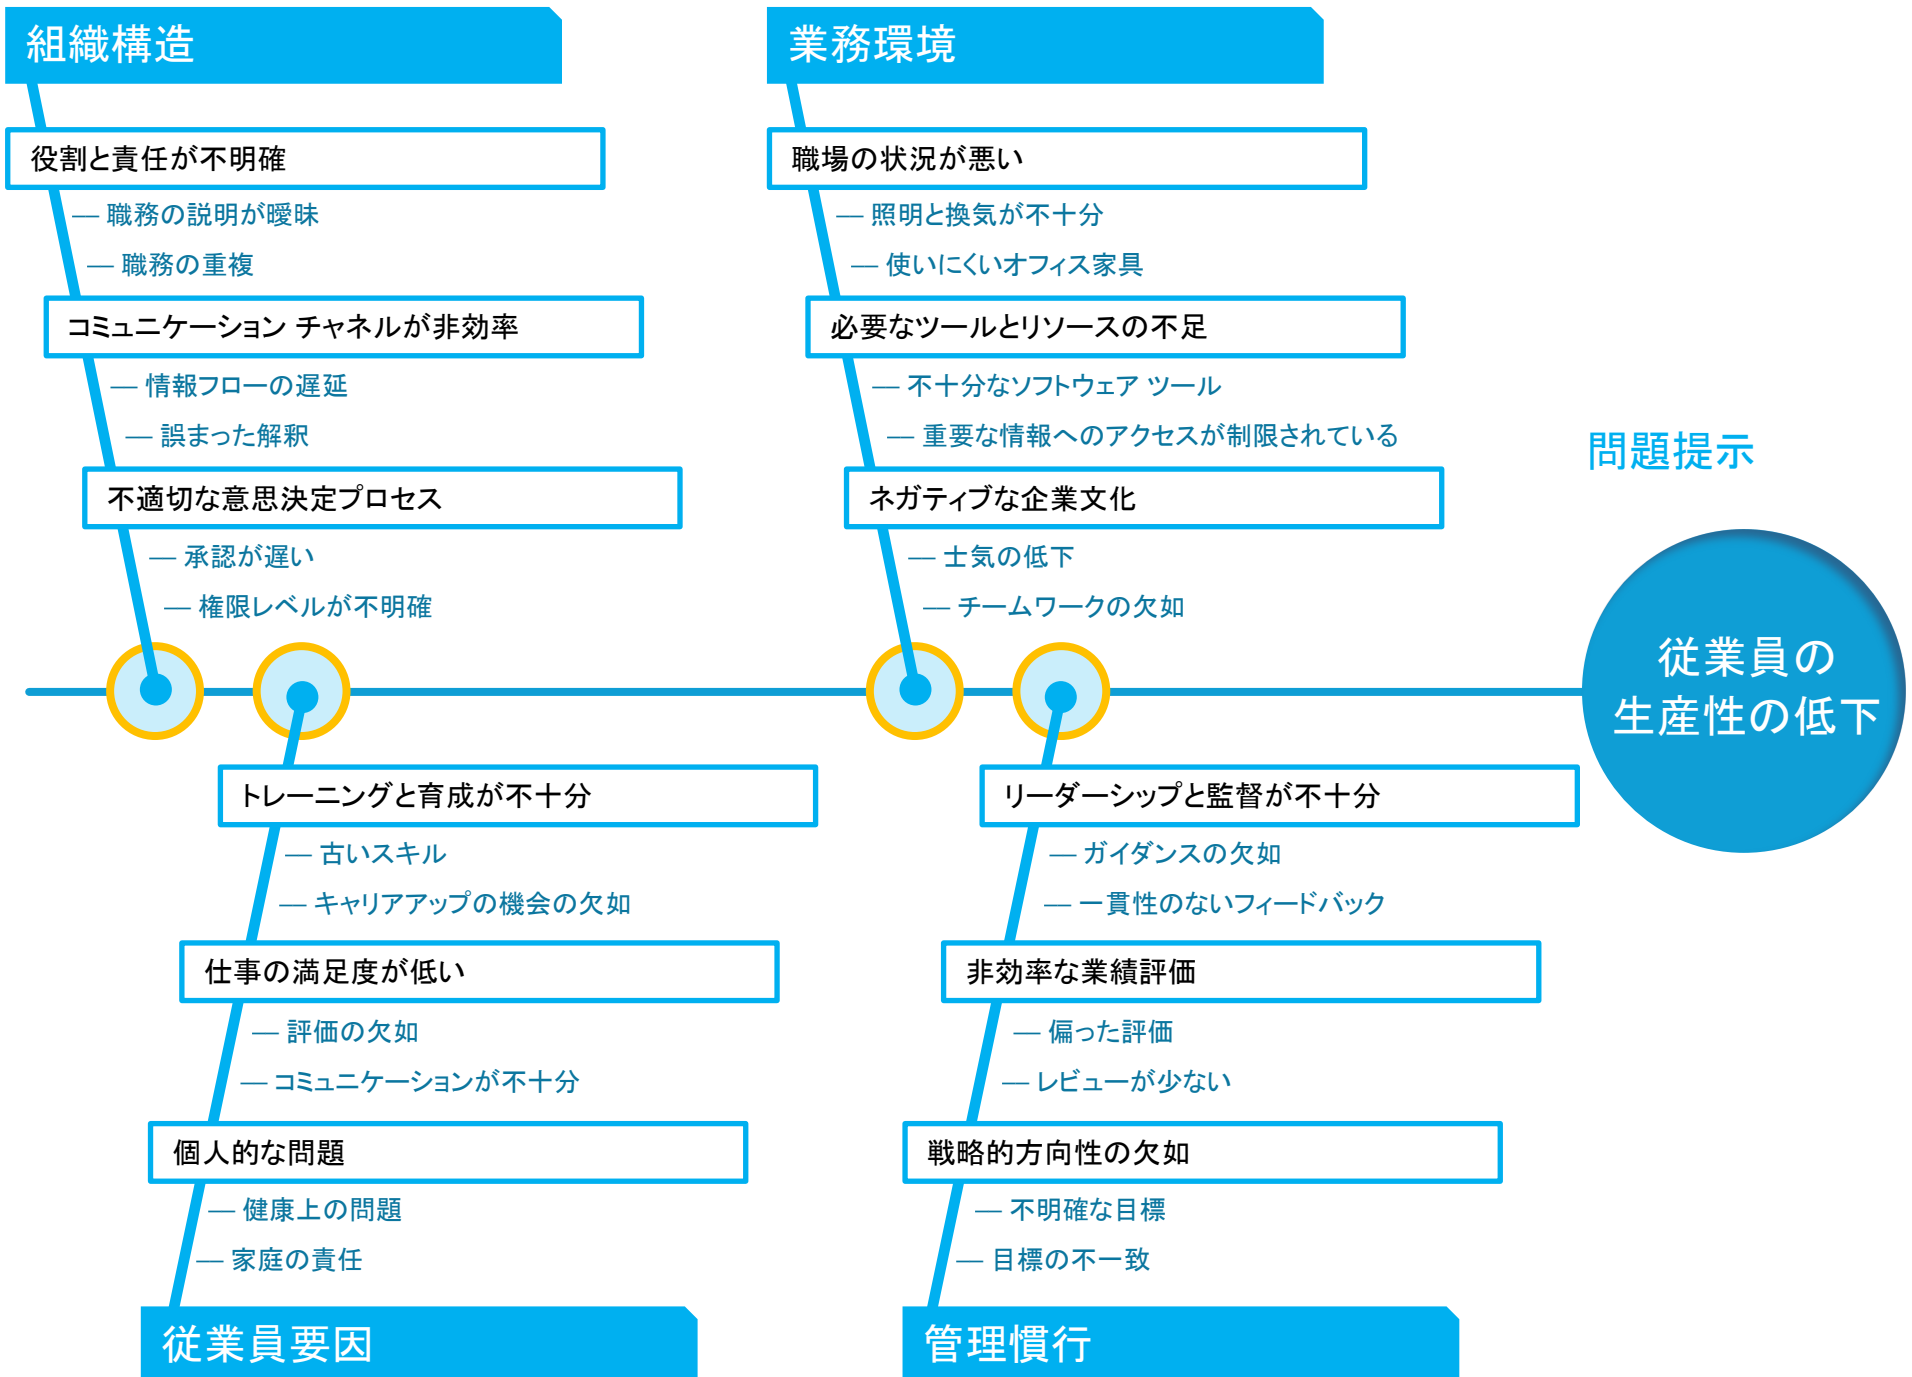 組織構造
役割と責任が不明確
— 職務の説明が曖昧
— 職務の重複
コミュニケーション チャネルが非効率
— 情報フローの遅延
— 誤まった解釈
不適切な意思決定プロセス
— 承認が遅い
— 権限レベルが不明確
業務環境
職場の状況が悪い
— 照明と換気が不十分
— 使いにくいオフィス家具
必要なツールとリソースの不足
— 不十分なソフトウェア ツール
— 重要な情報へのアクセスが制限されている
ネガティブな企業文化
— 士気の低下
— チームワークの欠如
問題提示
従業員の
生産性の低下
トレーニングと育成が不十分
— 古いスキル
— キャリアアップの機会の欠如
仕事の満足度が低い
— 評価の欠如
— コミュニケーションが不十分
個人的な問題
— 健康上の問題
— 家庭の責任
従業員要因
リーダーシップと監督が不十分
— ガイダンスの欠如
— 一貫性のないフィードバック
非効率な業績評価
— 偏った評価
— レビューが少ない
戦略的方向性の欠如
— 不明確な目標
— 目標の不一致
管理慣行